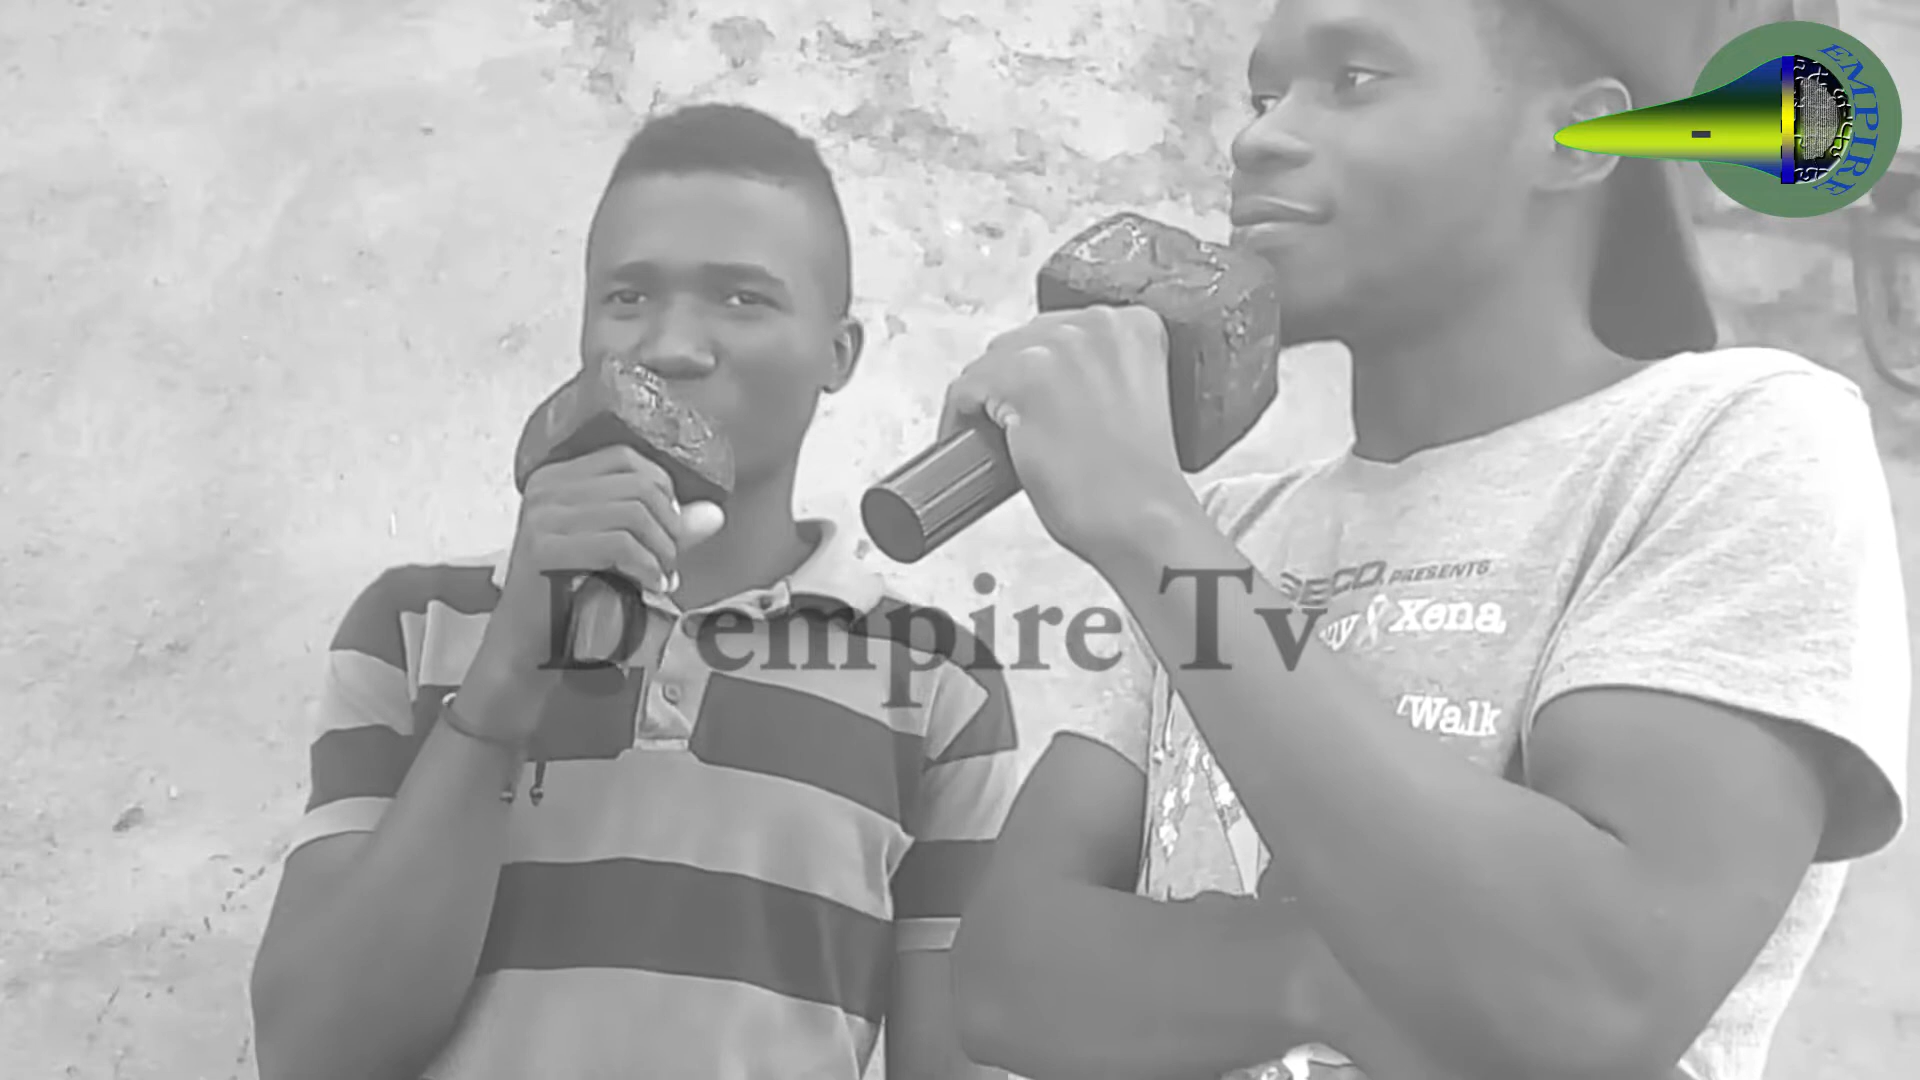 EMPIRE
D empire Tv
PRESENTS
Xena
Walk